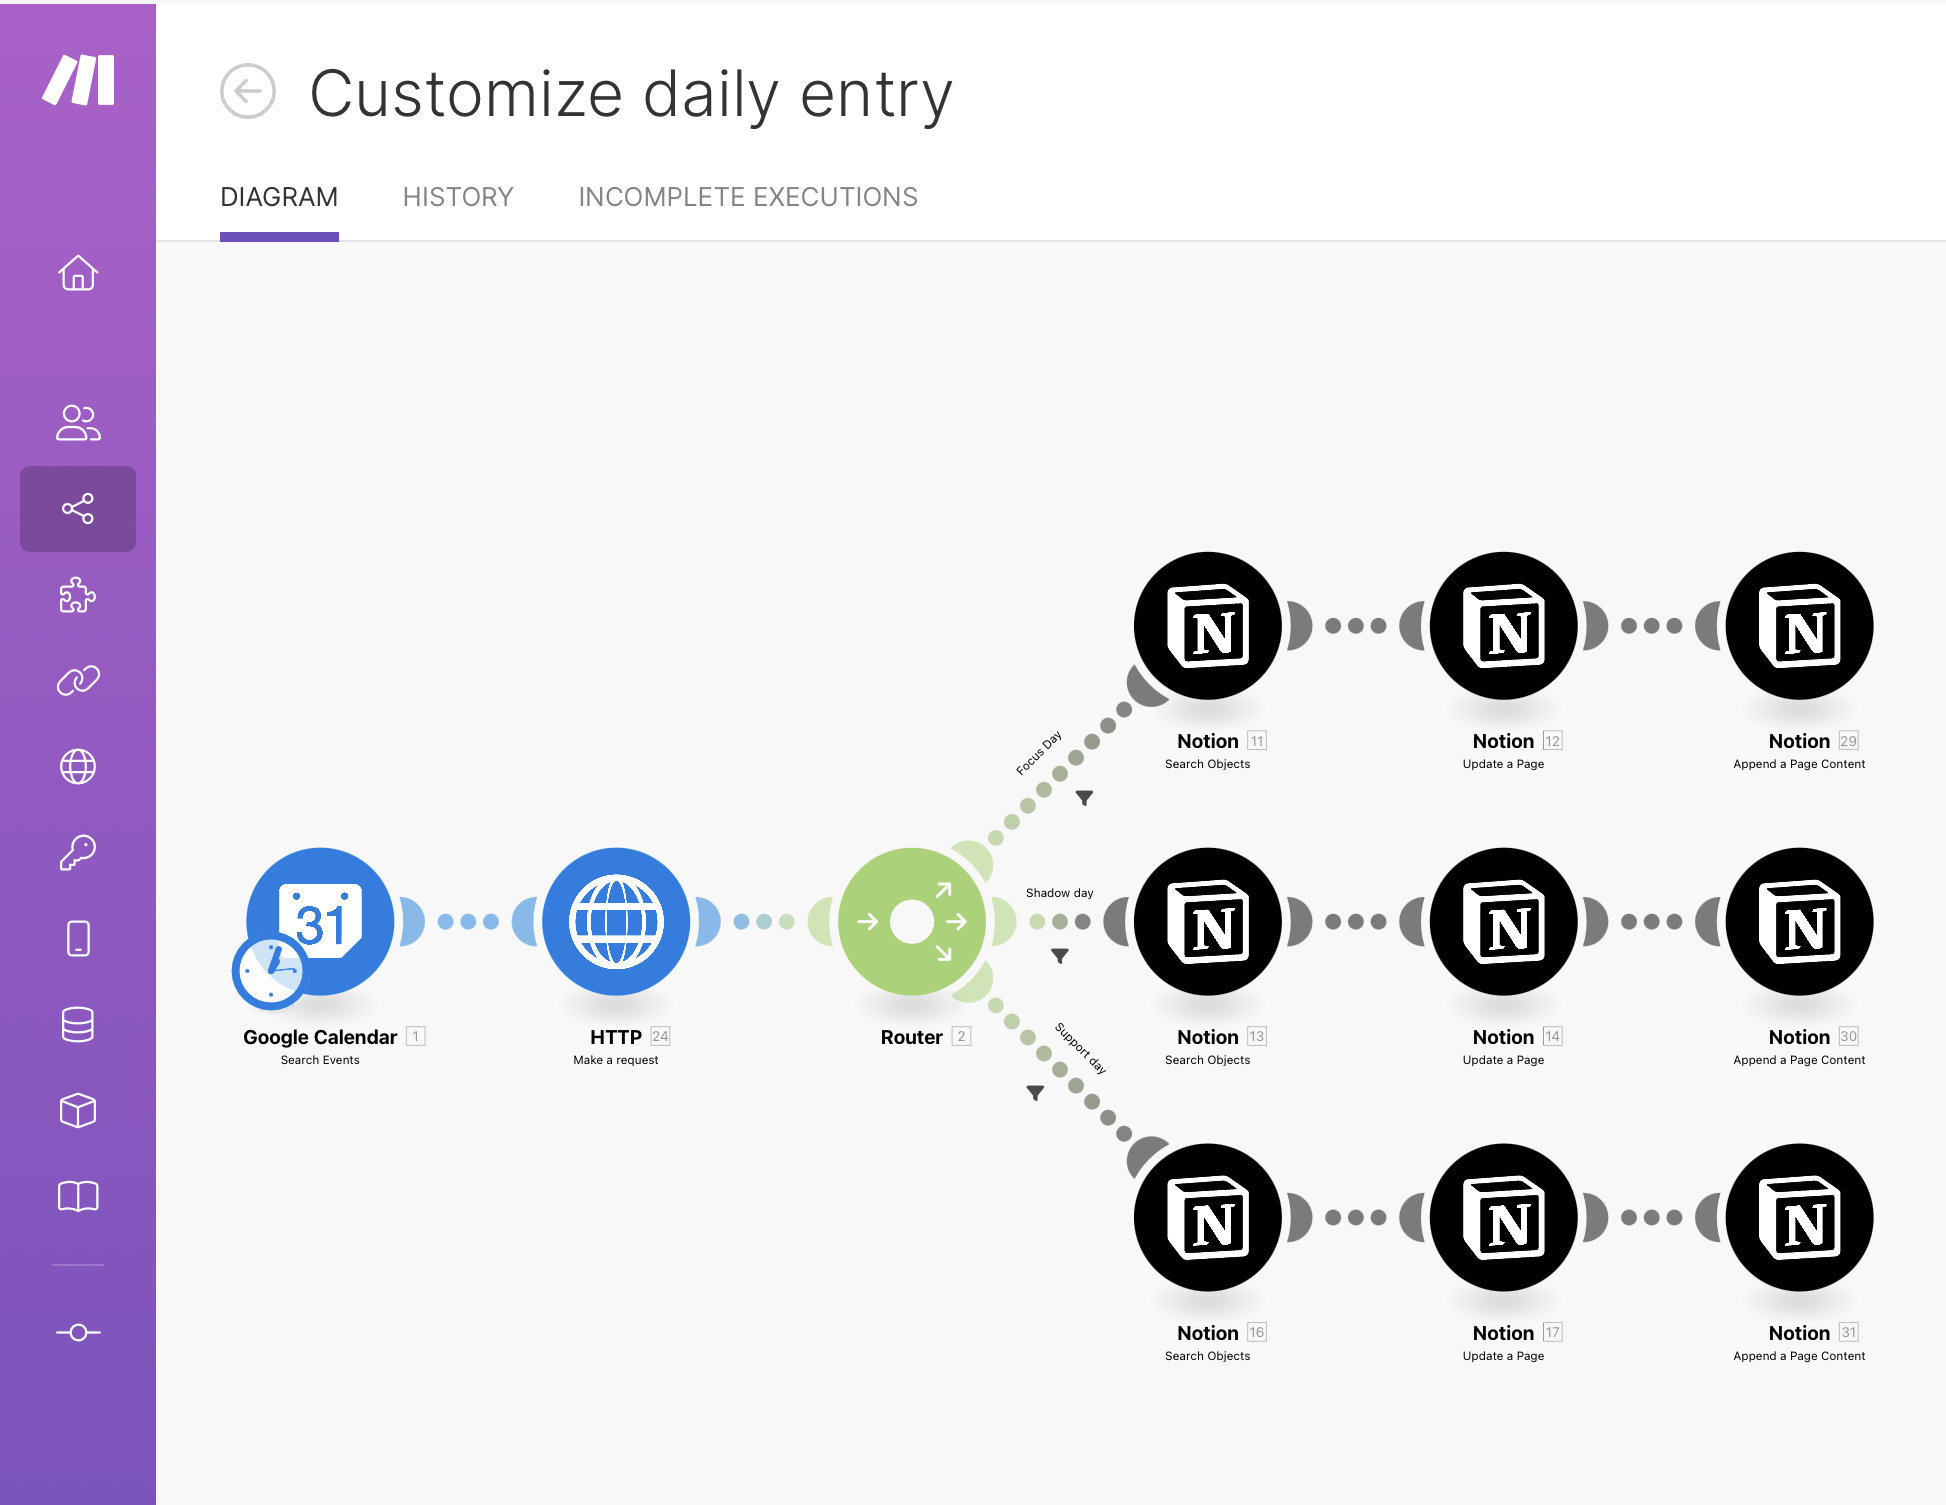 Customize daily entry
DIAGRAM HISTORY INCOMPLETE EXECUTIONS
N N N
Notion 11 Notion 12 Notion 29
Search Objects Update a Page Append a Page Content
Focus Day
Shadow day
31 N N N
Google Calendar 1 HTTP 24 Router 2 Notion 13 Notion 14 Notion 30
Search Events Make a request Search Objects Update a Page Append a Page Content
Support day
N N N
Notion 16 Notion 17 Notion 31
Search Objects Update a Page Append a Page Content